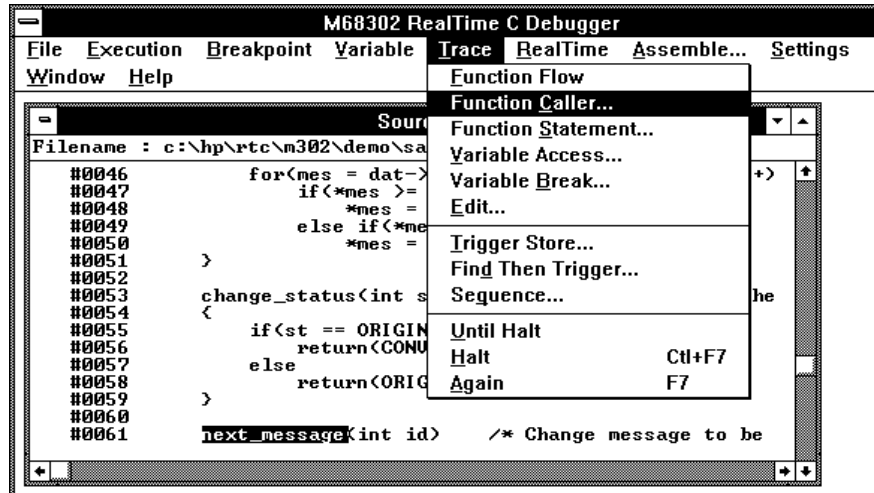 M68302 RealTime C Debugger
File Execution Breakpoint Variable Trace RealTime Assemble... Settings
Window Help
Function Flow
Function Caller...
Function Statement...
Variable Access...
Variable Break...
Edit...
Trigger Store...
Find Then Trigger...
Sequence...
Until Halt
Halt Ctl+F7
Again F7
Sour
Filename : c:\hp\rtc\m302\demo\sa
#0046 for(mes = dat-> +)
#0047 if(*mes >=
#0048 *mes =
#0049 else if(*me
#0050 *mes =
#0051 }
#0052
#0053 change_status(int s he
#0054 {
#0055 if(st == ORIGIN
#0056 return(CONV
#0057 else
#0058 return(ORIG
#0059 }
#0060
#0061 next_message(int id) /* Change message to be